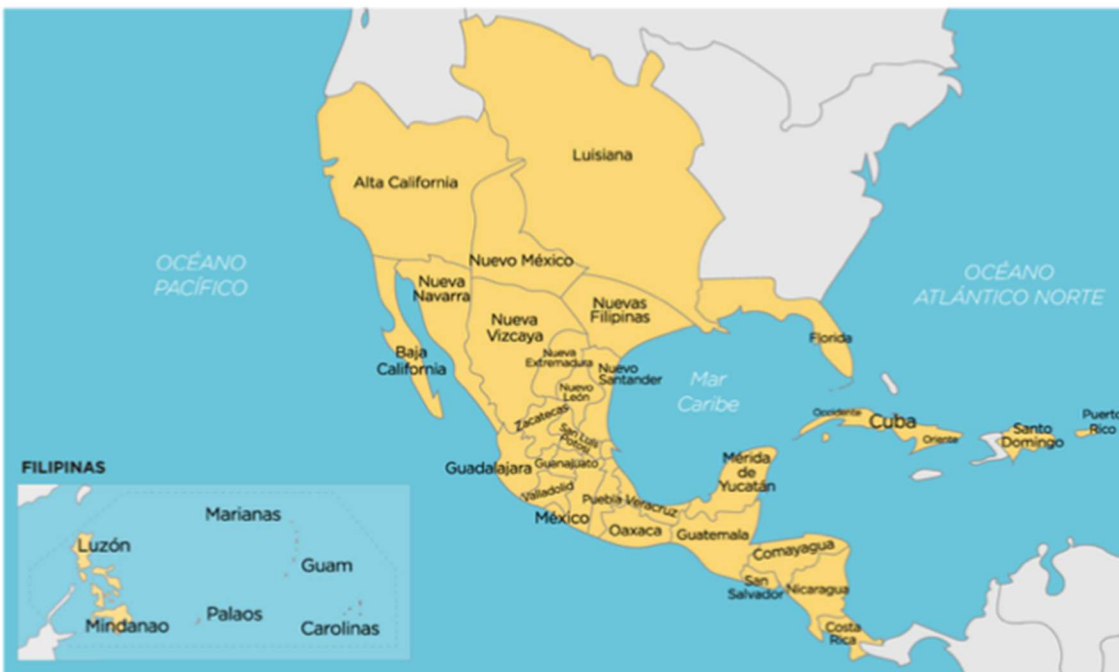 Luisiana
Alta California
OCÉANO
PACÍFICO
Nuevo México
OCÉANO
ATLÁNTICO NORTE
Nueva
Navarra
Nuevas
Filipinas
Nueva
Vizcaya
Florida
Baja
California
Nueva
Extremadura
Nuevo
Santander
Mar
Caribe
Nuevo
León
Zacatecas
Occidente
Cuba
Oriente
Santo
Domingo
Puerto
Rico
San Luis
Potosí
Guadalajara
Guanajuato
Mérida
de
Yucatán
Valladolid
Puebla
Veracruz
México
Oaxaca
Guatemala
Comayagua
San
Salvador
Nicaragua
Costa
Rica
FILIPINAS
Marianas
Luzón
Guam
Palaos
Mindanao
Carolinas